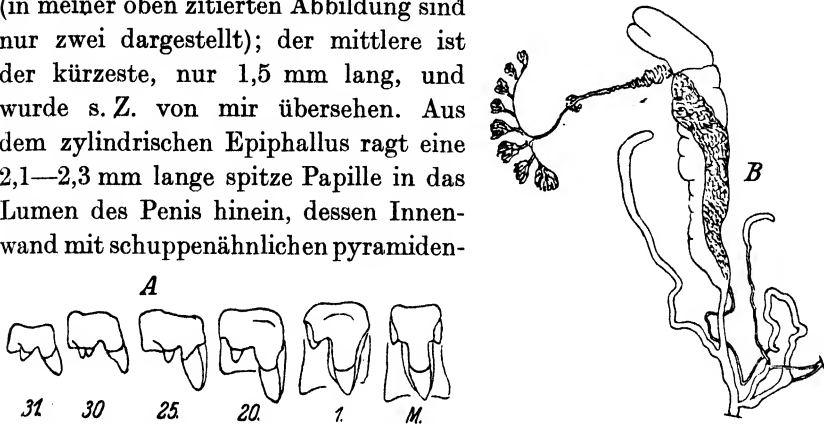 (in meiner oben zitierten Abbildung sind
nur zwei dargestellt); der mittlere ist
der kürzeste, nur 1,5 mm lang, und
wurde s. Z. von mir übersehen. Aus
dem zylindrischen Epiphallus ragt eine
2,1—2,3 mm lange spitze Papille in das
Lumen des Penis hinein, dessen Innen-
wand mit schuppenähnlichen pyramiden-
A
B
31 30 25. 20. 1. M.